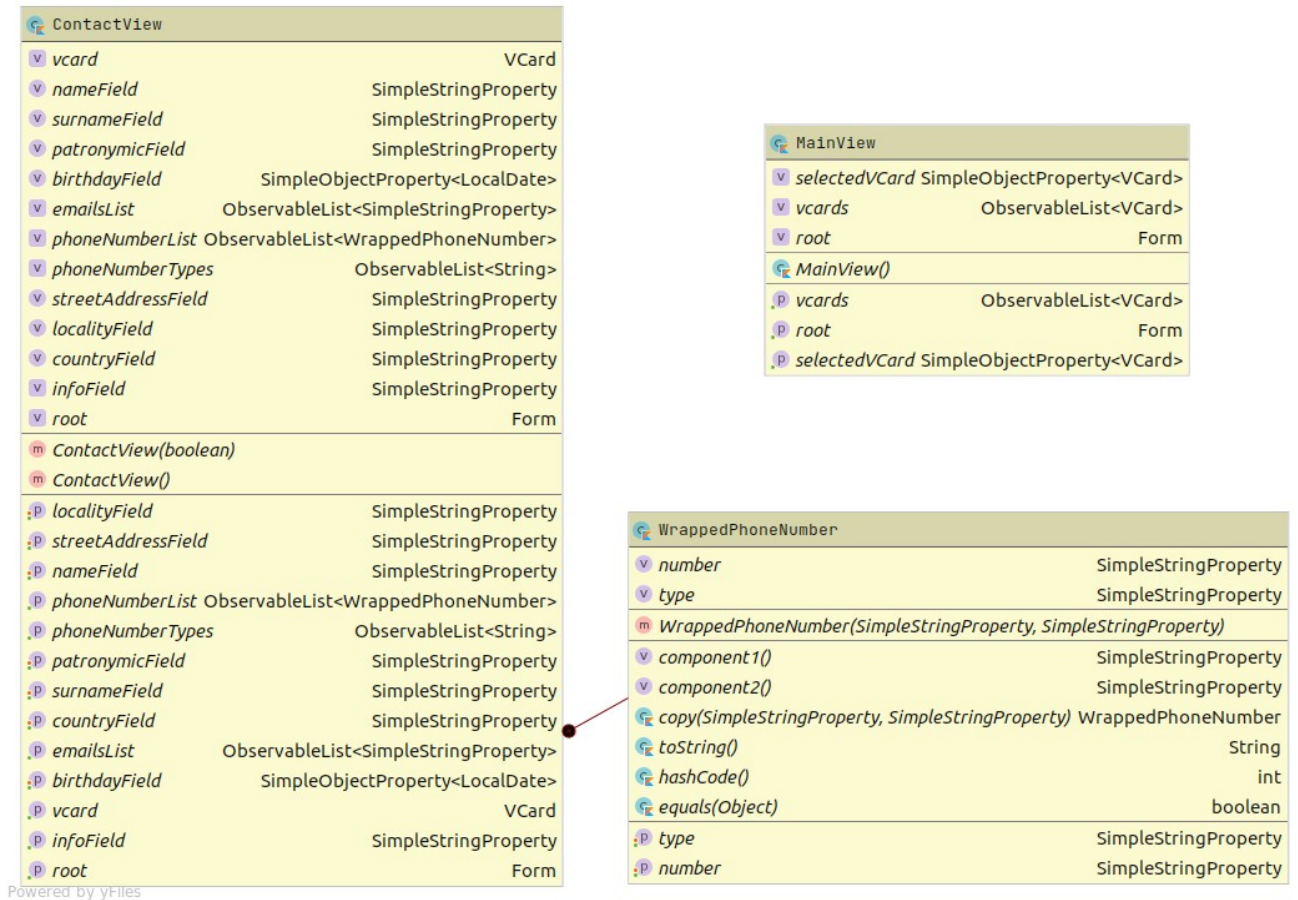 ContactView
vcard VCard
nameField SimpleStringProperty
surnameField SimpleStringProperty
patronymicField SimpleStringProperty
birthdayField SimpleObjectProperty<LocalDate>
emailsList ObservableList<SimpleStringProperty>
phoneNumberList ObservableList<WrappedPhoneNumber>
phoneNumberTypes ObservableList<String>
streetAddressField SimpleStringProperty
localityField SimpleStringProperty
countryField SimpleStringProperty
infoField SimpleStringProperty
root Form
ContactView(boolean)
ContactView()
localityField SimpleStringProperty
streetAddressField SimpleStringProperty
nameField SimpleStringProperty
phoneNumberList ObservableList<WrappedPhoneNumber>
phoneNumberTypes ObservableList<String>
patronymicField SimpleStringProperty
surnameField SimpleStringProperty
countryField SimpleStringProperty
emailsList ObservableList<SimpleStringProperty>
birthdayField SimpleObjectProperty<LocalDate>
vcard VCard
infoField SimpleStringProperty
root Form
MainView
selectedVCard SimpleObjectProperty<VCard>
vcards ObservableList<VCard>
root Form
MainView()
vcards ObservableList<VCard>
root Form
selectedVCard SimpleObjectProperty<VCard>
WrappedPhoneNumber
number SimpleStringProperty
type SimpleStringProperty
WrappedPhoneNumber(SimpleStringProperty, SimpleStringProperty)
component1() SimpleStringProperty
component2() SimpleStringProperty
copy(SimpleStringProperty, SimpleStringProperty) WrappedPhoneNumber
toString() String
hashCode() int
equals(Object) boolean
type SimpleStringProperty
number SimpleStringProperty
Powered by yFiles